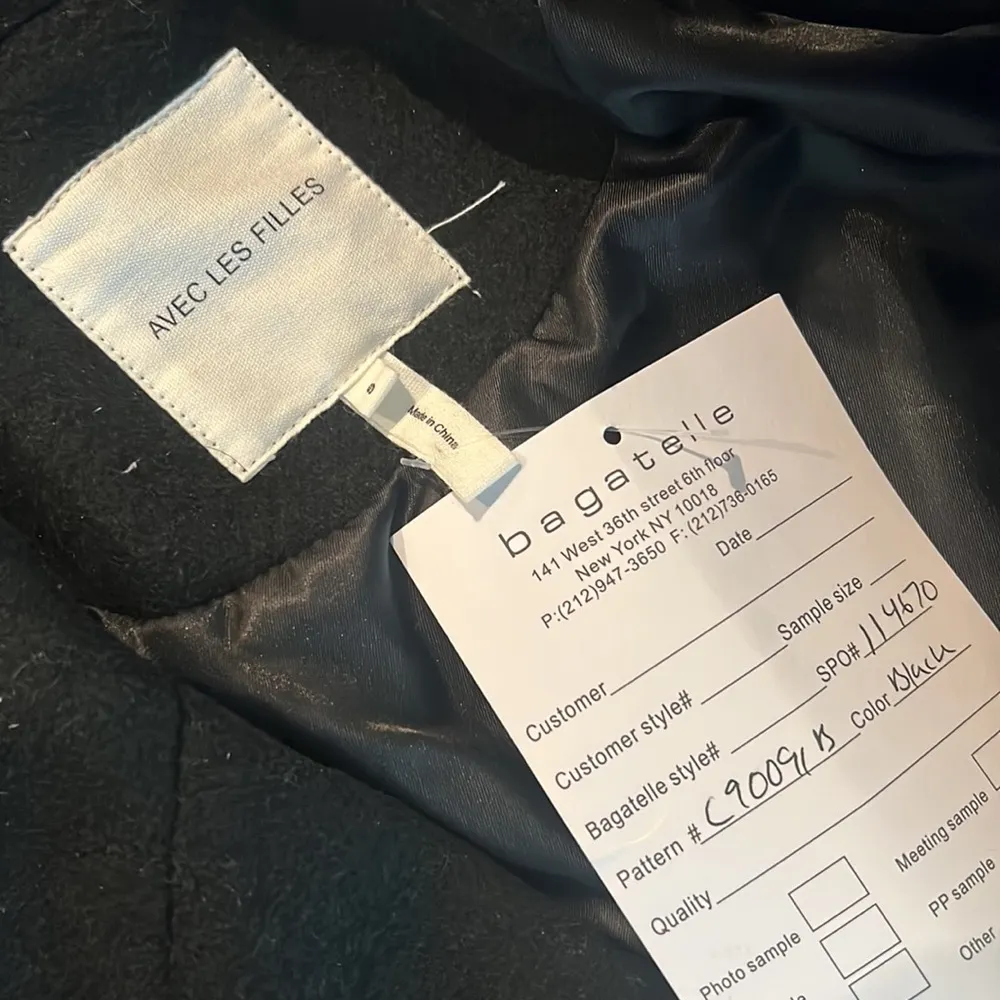 AVEC LES FILLES
Made in China
bagatelle
141 West 36th street 6th floor
New York NY 10018
P:(212)947-3650 F:(212)736-0165
Date
Customer
Customer style# Sample size
Bagatelle style# SPO# 114670
Pattern # C90091B Color Black
Quality
Photo sample Meeting sample
PP sample
Other